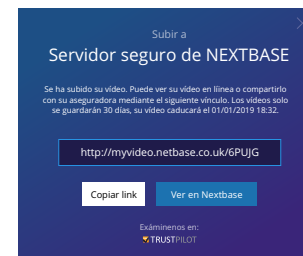 Subir a
Servidor seguro de NEXTBASE
Se ha subido su vídeo. Puede ver su vídeo en líinea o compartirlo
con su aseguradora mediante el siguiente vínculo. Los vídeos solo
se guardarán 30 días, su vídeo caducará el 01/01/2019 18:32.
http://myvideo.netbase.co.uk/6PUJG
Copiar link
Ver en Nextbase
Exáminenos en:
TRUSTPILOT